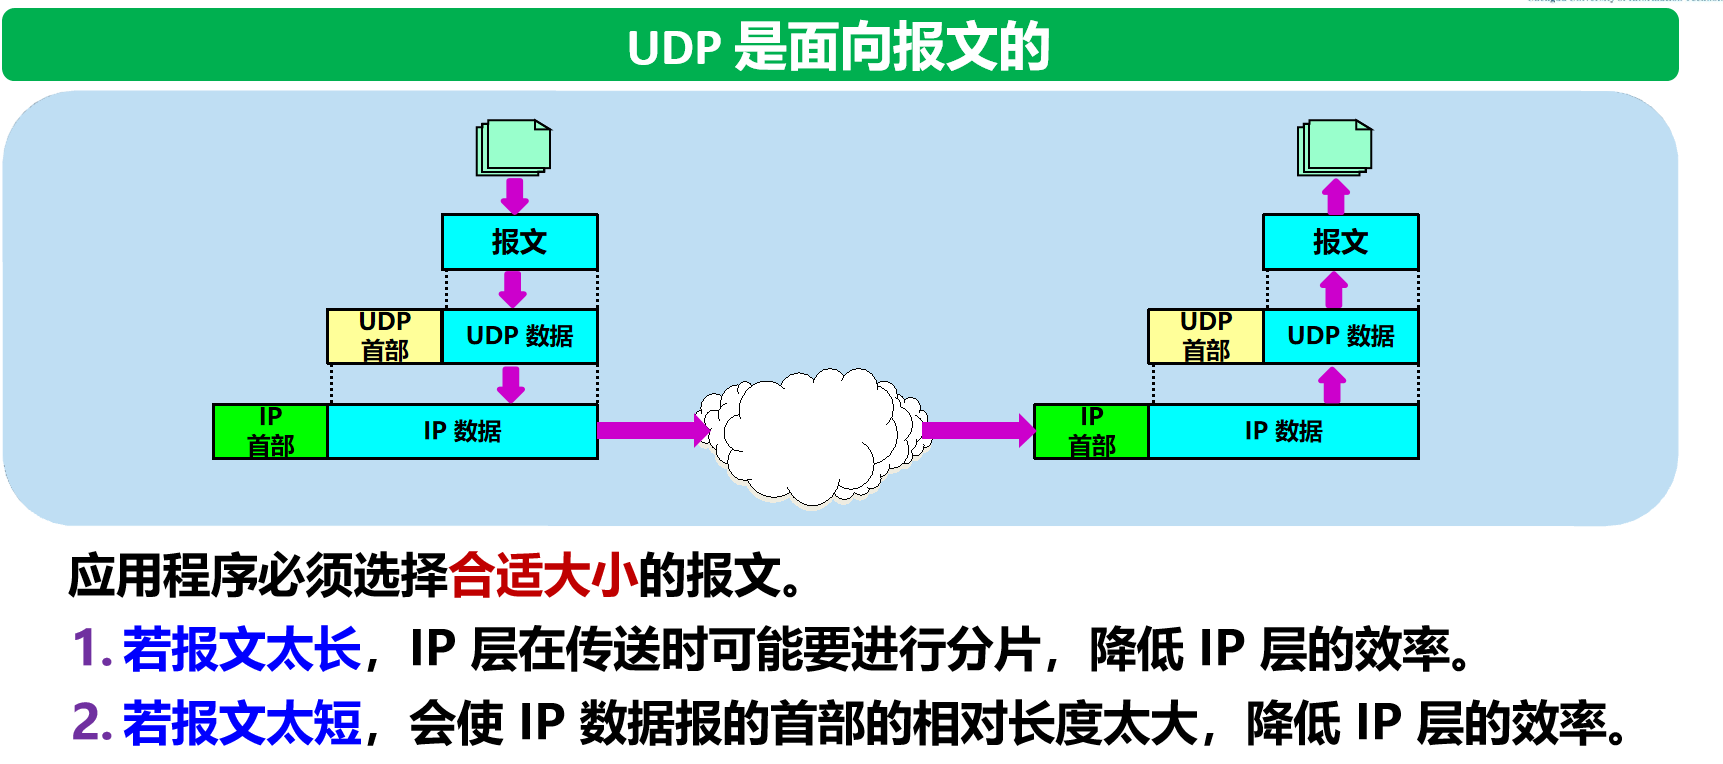 UDP 是面向报文的
报文
报文
UDP
首部
UDP 数据
UDP
首部
UDP 数据
IP
首部
IP 数据
IP
首部
IP 数据
应用程序必须选择合适大小的报文。
1. 若报文太长，IP 层在传送时可能要进行分片，降低 IP 层的效率。
2. 若报文太短，会使 IP 数据报的首部的相对长度太大，降低 IP 层的效率。